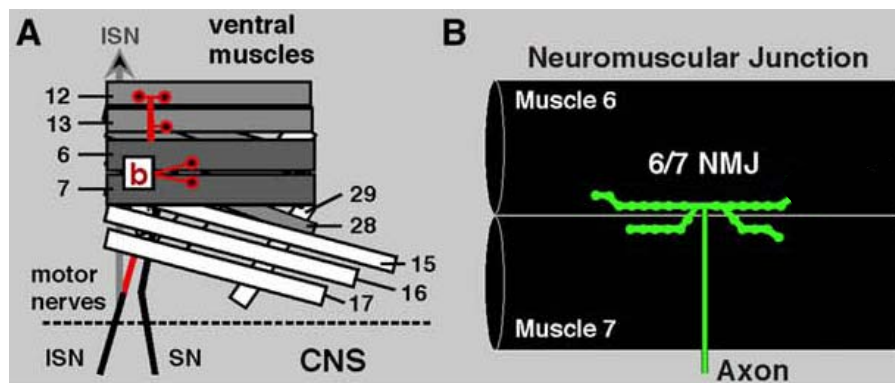 A
ISN
ventral
muscles
12
13
6
7
b
29
28
15
16
17
motor
nerves
ISN
SN
CNS
B
Neuromuscular Junction
Muscle 6
6/7 NMJ
Muscle 7
Axon